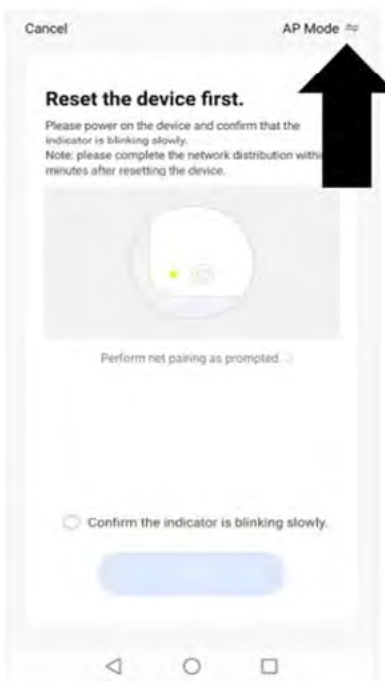 Cancel
AP Mode
Reset the device first.
Please power on the device and confirm that the
indicator is blinking slowly.
Note: please complete the network distribution within
minutes after resetting the device.
Perform net pairing as prompted.
Confirm the indicator is blinking slowly.